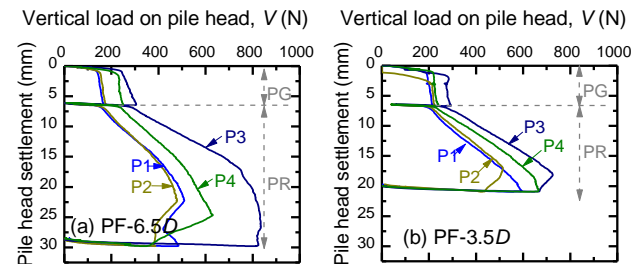 Vertical load on pile head, V (N)
0 200 400 600 800 1000
Pile head settlement (mm)
0
5
10
15
20
25
30
PG
PR
P3
P1
P4
P2
(a) PF-6.5D
Vertical load on pile head, V (N)
0 200 400 600 800 1000
Pile head settlement (mm)
0
5
10
15
20
25
30
PG
PR
P3
P4
P1
P2
(b) PF-3.5D